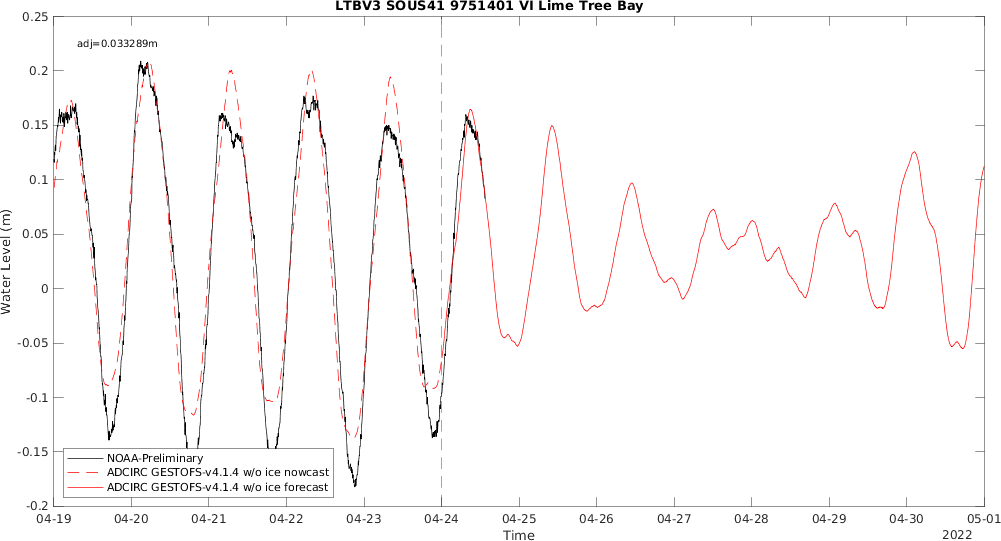 LTBV3 SOUS41 9751401 VI Lime Tree Bay
adj=0.033289m
0.25
0.2
0.15
0.1
0.05
0
-0.05
-0.1
-0.15
-0.2
Water Level (m)
NOAA-Preliminary
ADCIRC GESTOFS-v4.1.4 w/o ice nowcast
ADCIRC GESTOFS-v4.1.4 w/o ice forecast
04-19 04-20 04-21 04-22 04-23 04-24 04-25 04-26 04-27 04-28 04-29 04-30 05-01
Time
2022